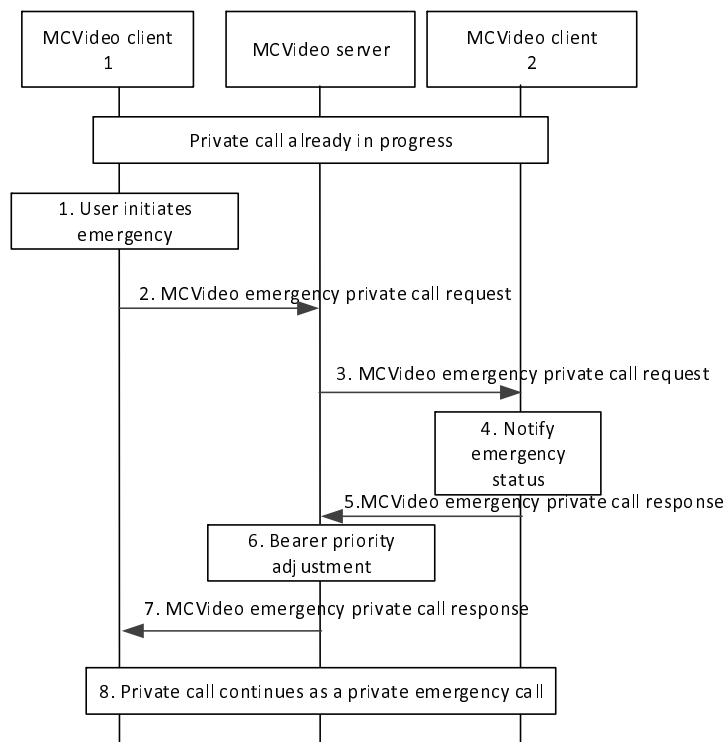 MCVideo client
1
MCVideo server
MCVideo client
2
Private call already in progress
1. User initiates
emergency
2. MCVideo emergency private call request
3. MCVideo emergency private call request
4. Notify
emergency
status
5.MCVideo emergency private call response
6. Bearer priority
adjustment
7. MCVideo emergency private call response
8. Private call continues as a private emergency call